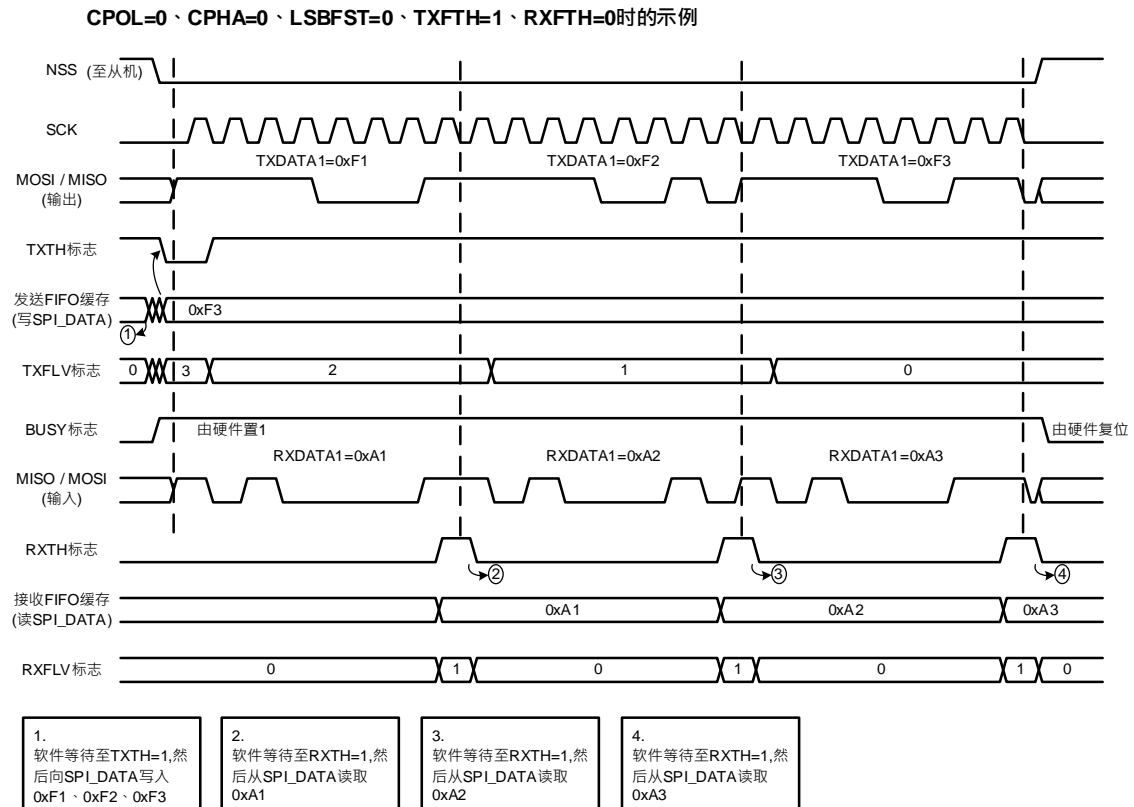 CPOL=0、CPHA=0、LSBFST=0、TXFTH=1、RXFTH=0时的示例
NSS (至从机)
SCK
TXDATA1=0xF1
TXDATA1=0xF2
TXDATA1=0xF3
MOSI / MISO
(输出)
TXTH标志
发送FIFO缓存
(写SPI_DATA)
0xF3
1
TXFLV标志
0
3
2
1
0
BUSY标志
由硬件置1
由硬件复位
RXDATA1=0xA1
RXDATA1=0xA2
RXDATA1=0xA3
MISO / MOSI
(输入)
RXTH标志
2
3
4
接收FIFO缓存
(读SPI_DATA)
0xA1
0xA2
0xA3
RXFLV标志
0
1
0
1
0
1
0
1.
软件等待至TXTH=1,然
后向SPI_DATA写入
0xF1、0xF2、0xF3
2.
软件等待至RXTH=1,然
后从SPI_DATA读取
0xA1
3.
软件等待至RXTH=1,然
后从SPI_DATA读取
0xA2
4.
软件等待至RXTH=1,然
后从SPI_DATA读取
0xA3